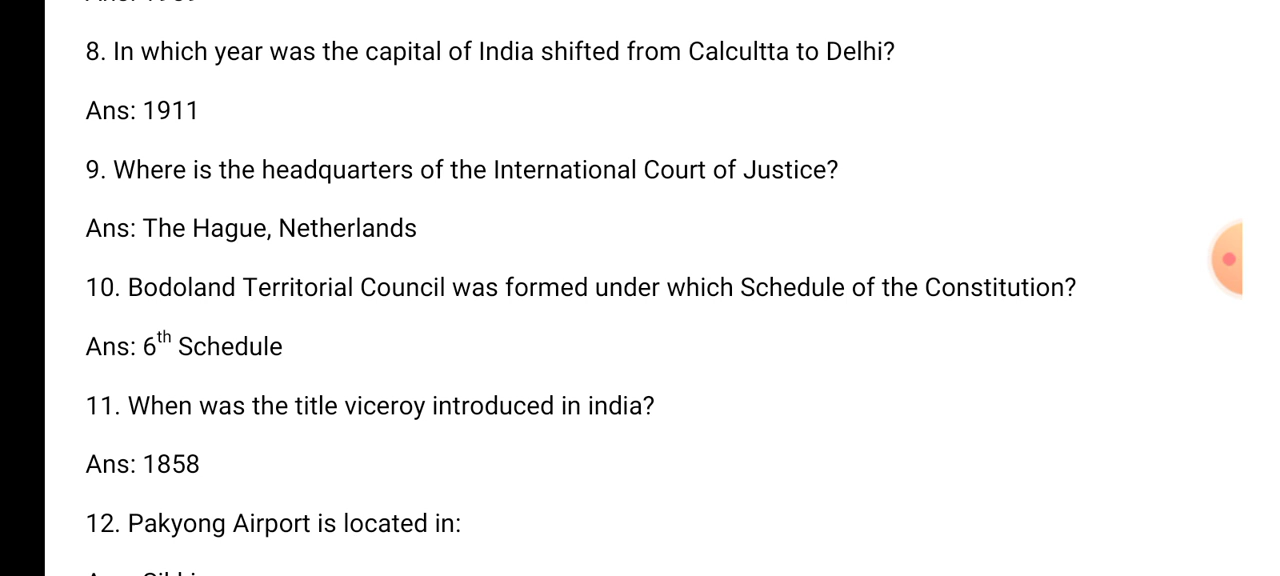 8. In which year was the capital of India shifted from Calcultta to Delhi?
Ans: 1911
9. Where is the headquarters of the International Court of Justice?
Ans: The Hague, Netherlands
10. Bodoland Territorial Council was formed under which Schedule of the Constitution?
Ans: 6th Schedule
11. When was the title viceroy introduced in india?
Ans: 1858
12. Pakyong Airport is located in: